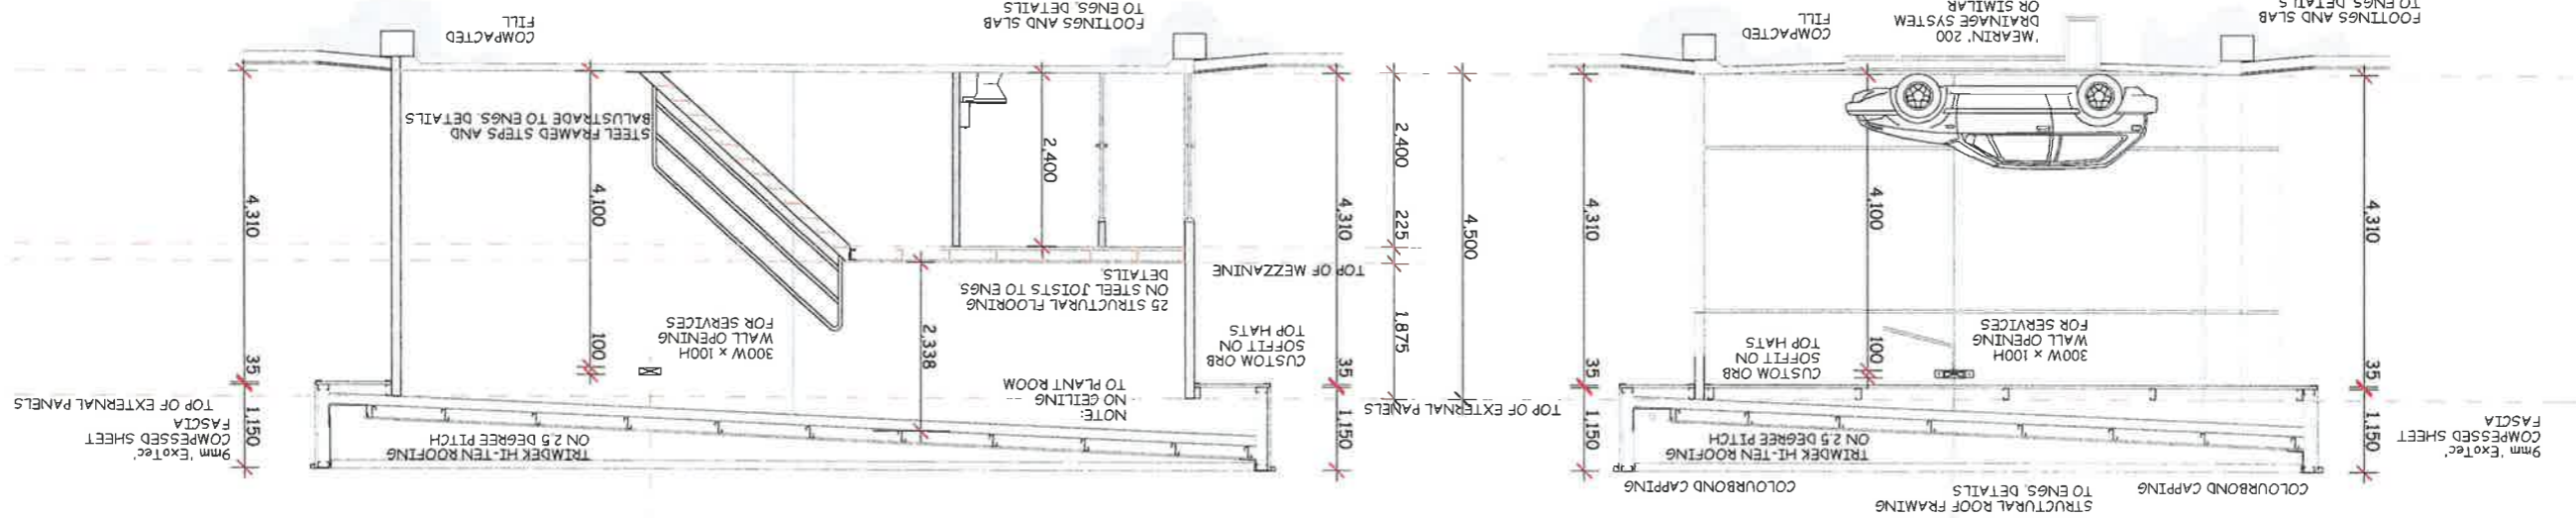 STRUCTURAL ROOF FRAMING
TO ENGS. DETAILS
COLOURBOND CAPPING
COLOURBOND CAPPING
9mm 'ExoTec'
COMPESSED SHEET
FASCIA
TRIMDEK HI-TEN ROOFING
ON 2.5 DEGREE PITCH
1,150
35
4,310
300W x 100H
WALL OPENING
FOR SERVICES
100
4,100
CUSTOM ORB
SOFFIT ON
TOP HATS
1,150
35
4,310
FOOTINGS AND SLAB
TO ENGS. DETAILS
'MEARIN' 200
DRAINAGE SYSTEM
OR SIMILAR
COMPACTED
FILL
TOP OF EXTERNAL PANELS
4,500
1,875
225
2,400
TOP OF MEZZANINE
1,150
35
4,310
CUSTOM ORB
SOFFIT ON
TOP HATS
TRIMDEK HI-TEN ROOFING
ON 2.5 DEGREE PITCH
NOTE:
NO CEILING
TO PLANT ROOM
25 STRUCTURAL FLOORING
ON STEEL JOISTS TO ENGS.
DETAILS.
2,338
2,400
300W x 100H
WALL OPENING
FOR SERVICES
100
4,100
STEEL FRAMED STEPS AND
BALUSTRADE TO ENGS. DETAILS
9mm 'ExoTec'
COMPESSED SHEET
FASCIA
TOP OF EXTERNAL PANELS
1,150
35
4,310
FOOTINGS AND SLAB
TO ENGS. DETAILS
COMPACTED
FILL